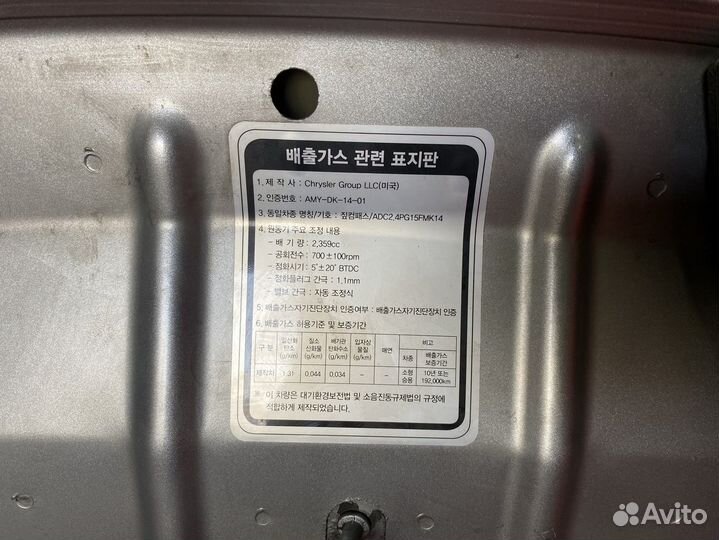 배출가스 관련 표지판
1. 제 작 사 : Chrysler Group LLC(미국)
2. 인증번호 : AMY-DK-14-01
3. 동일차종 명칭/기호 : 짚컴패스/ADC2.4PG15FMK14
4. 원동기 주요 조정 내용
- 배 기 량 : 2,359cc
- 공회전수 : 700±100rpm
- 점화시기 : 5°±20° BTDC
- 점화플러그 간극 : 1.1mm
- 밸브 간극 : 자동 조정식
5. 배출가스자기진단장치 인증여부 : 배출가스자기진단장치 인증
6. 배출가스 허용기준 및 보증기간
구 분 일산화탄소 (g/km) 질소산화물 (g/km) 배기관탄화수소 (g/km) 입자상물질 (g/km) 매연 비고
차종 배출가스 보증기간
제작차 1.31 0.044 0.034 - - 소형승용 10년 또는 192,000km
※ 이 차량은 대기환경보전법 및 소음진동규제법의 규정에
적합하게 제작되었습니다.
Avito